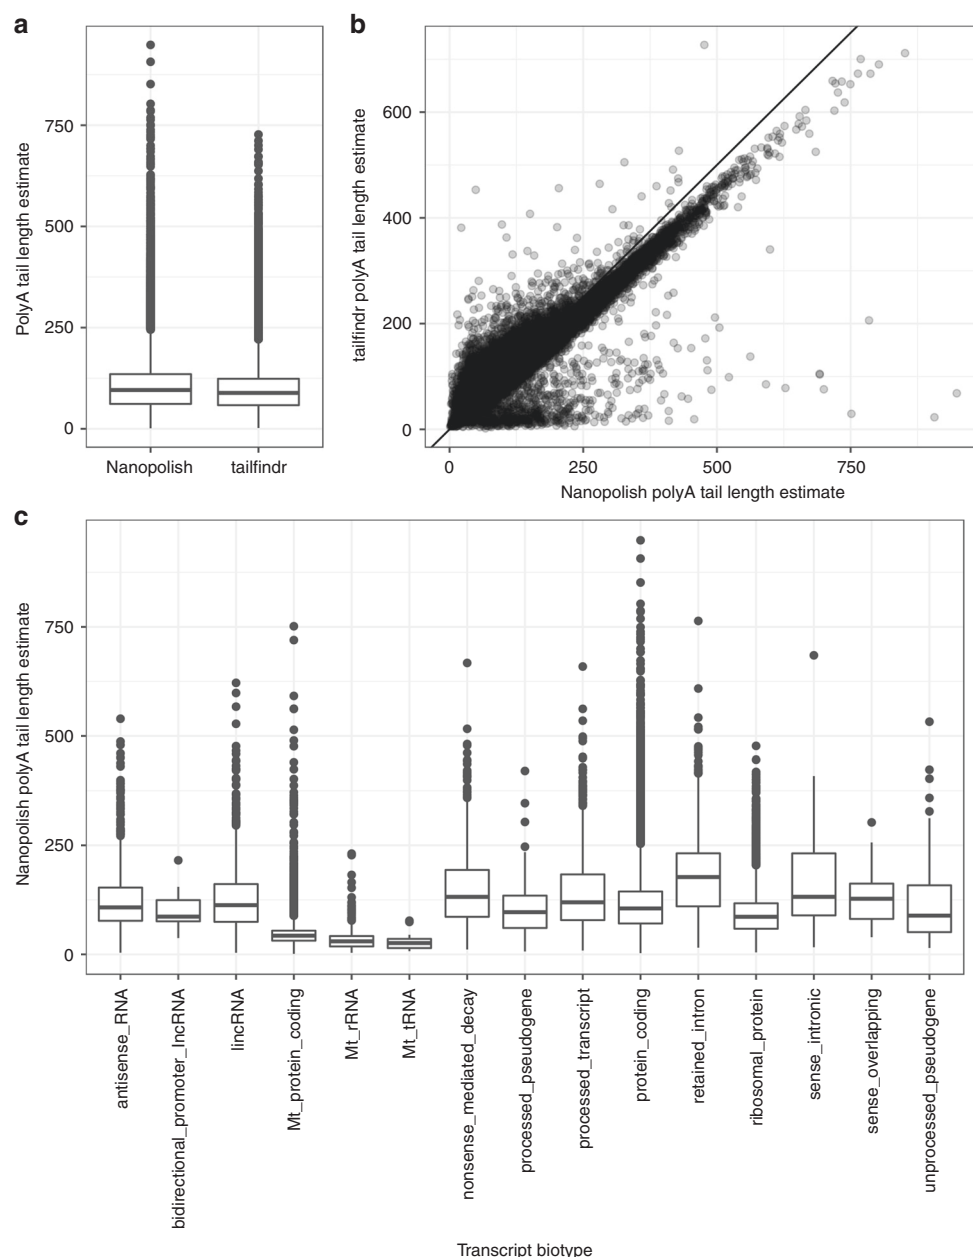 a
PolyA tail length estimate
750
500
250
0
Nanopolish
tailfindr
b
tailfindr polyA tail length estimate
600
400
200
0
0
250
500
750
Nanopolish polyA tail length estimate
c
Nanopolish polyA tail length estimate
750
500
250
0
antisense_RNA
bidirectional_promoter_lncRNA
lincRNA
Mt_protein_coding
Mt_rRNA
Mt_tRNA
nonsense_mediated_decay
processed_pseudogene
processed_transcript
protein_coding
retained_intron
ribosomal_protein
sense_intronic
sense_overlapping
unprocessed_pseudogene
Transcript biotype